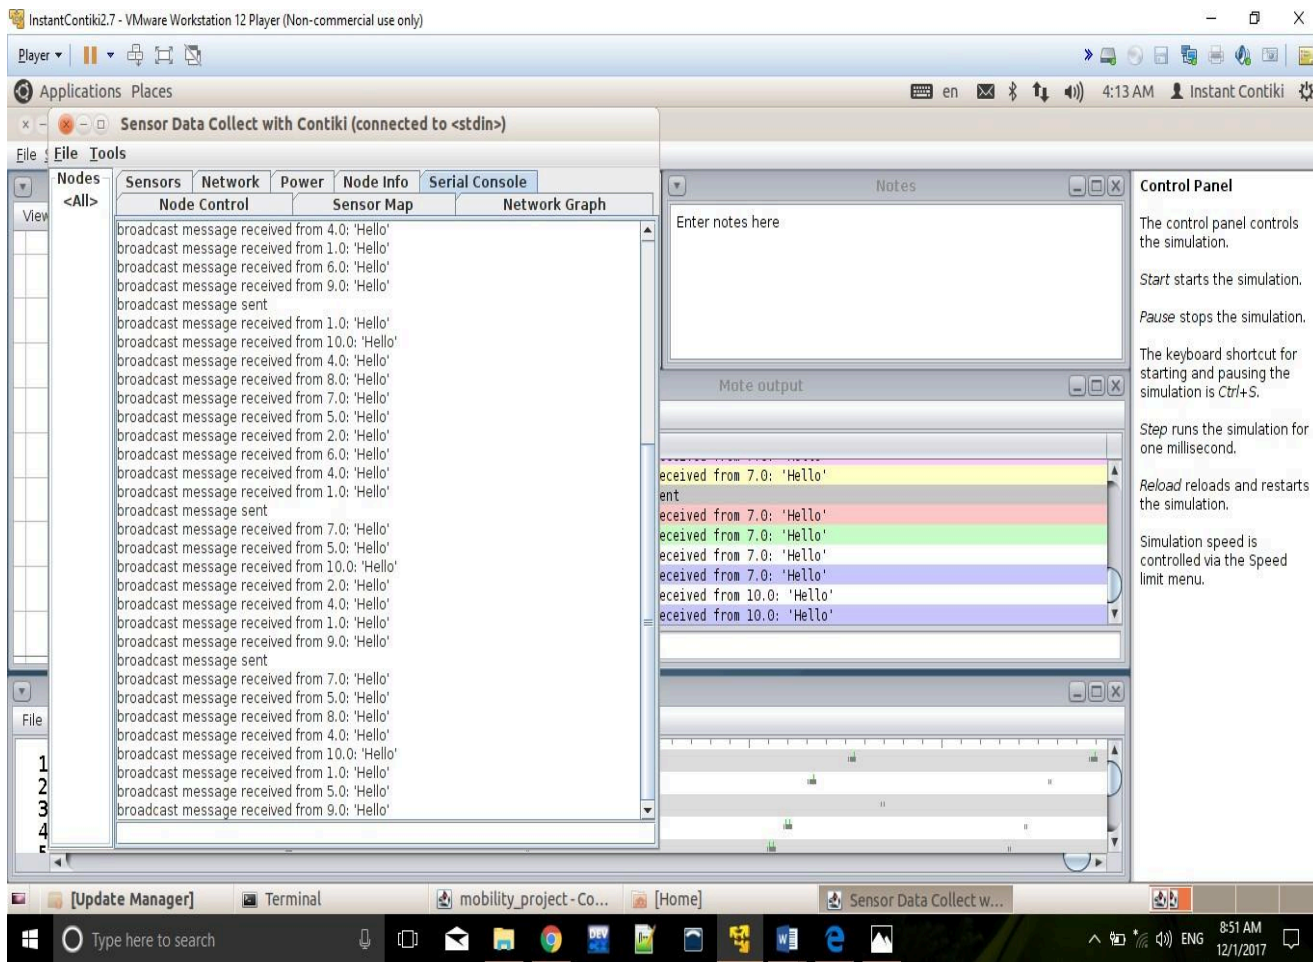 InstantContiki2.7 - VMware Workstation 12 Player (Non-commercial use only)
Player
Applications Places
en
4:13 AM
Instant Contiki
Sensor Data Collect with Contiki (connected to <stdin>)
File
File Tools
Nodes
<All>
Sensors
Network
Power
Node Info
Serial Console
Node Control
Sensor Map
Network Graph
View
broadcast message received from 4.0: 'Hello'
broadcast message received from 1.0: 'Hello'
broadcast message received from 6.0: 'Hello'
broadcast message received from 9.0: 'Hello'
broadcast message sent
broadcast message received from 1.0: 'Hello'
broadcast message received from 10.0: 'Hello'
broadcast message received from 4.0: 'Hello'
broadcast message received from 8.0: 'Hello'
broadcast message received from 7.0: 'Hello'
broadcast message received from 5.0: 'Hello'
broadcast message received from 2.0: 'Hello'
broadcast message received from 6.0: 'Hello'
broadcast message received from 4.0: 'Hello'
broadcast message received from 1.0: 'Hello'
broadcast message sent
broadcast message received from 7.0: 'Hello'
broadcast message received from 5.0: 'Hello'
broadcast message received from 10.0: 'Hello'
broadcast message received from 2.0: 'Hello'
broadcast message received from 4.0: 'Hello'
broadcast message received from 1.0: 'Hello'
broadcast message received from 9.0: 'Hello'
broadcast message sent
broadcast message received from 7.0: 'Hello'
broadcast message received from 5.0: 'Hello'
broadcast message received from 8.0: 'Hello'
broadcast message received from 4.0: 'Hello'
broadcast message received from 10.0: 'Hello'
broadcast message received from 1.0: 'Hello'
broadcast message received from 5.0: 'Hello'
broadcast message received from 9.0: 'Hello'
Notes
Enter notes here
Mote output
eceived from 7.0: 'Hello'
ent
eceived from 7.0: 'Hello'
eceived from 7.0: 'Hello'
eceived from 7.0: 'Hello'
eceived from 7.0: 'Hello'
eceived from 10.0: 'Hello'
eceived from 10.0: 'Hello'
Control Panel
The control panel controls
the simulation.
Start starts the simulation.
Pause stops the simulation.
The keyboard shortcut for
starting and pausing the
simulation is Ctrl+S.
Step runs the simulation for
one millisecond.
Reload reloads and restarts
the simulation.
Simulation speed is
controlled via the Speed
limit menu.
File
1
2
3
4
[Update Manager]
Terminal
mobility_project - Co...
[Home]
Sensor Data Collect w...
Type here to search
DEV
ENG
8:51 AM
12/1/2017